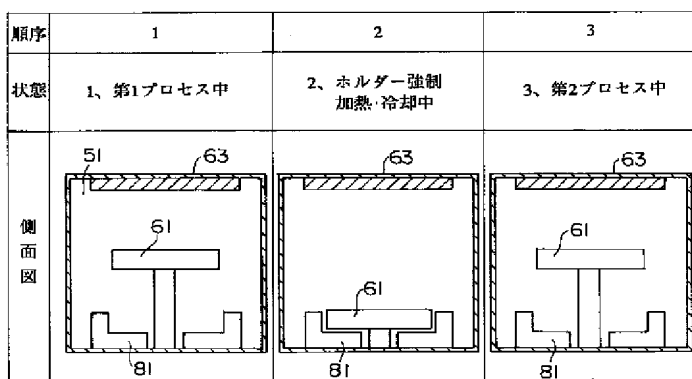 順序 1 2 3
状態 1、第1プロセス中 2、ホルダー強制 3、第2プロセス中
加熱·冷却中
側面図
51 63 63 63
61 61 61
81 81 81